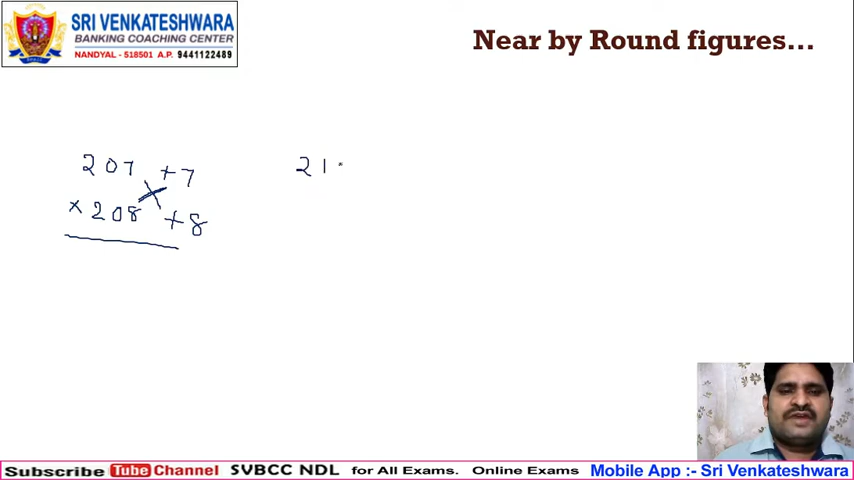 SRI VENKATESHWARA
BANKING COACHING CENTER
NANDYAL - 518501 A.P. 9441122489
Near by Round figures...
207 +7
× 208 +8
21
Subscribe YouTube Channel SVBCC NDL for All Exams. Online Exams Mobile App :- Sri Venkateshwara